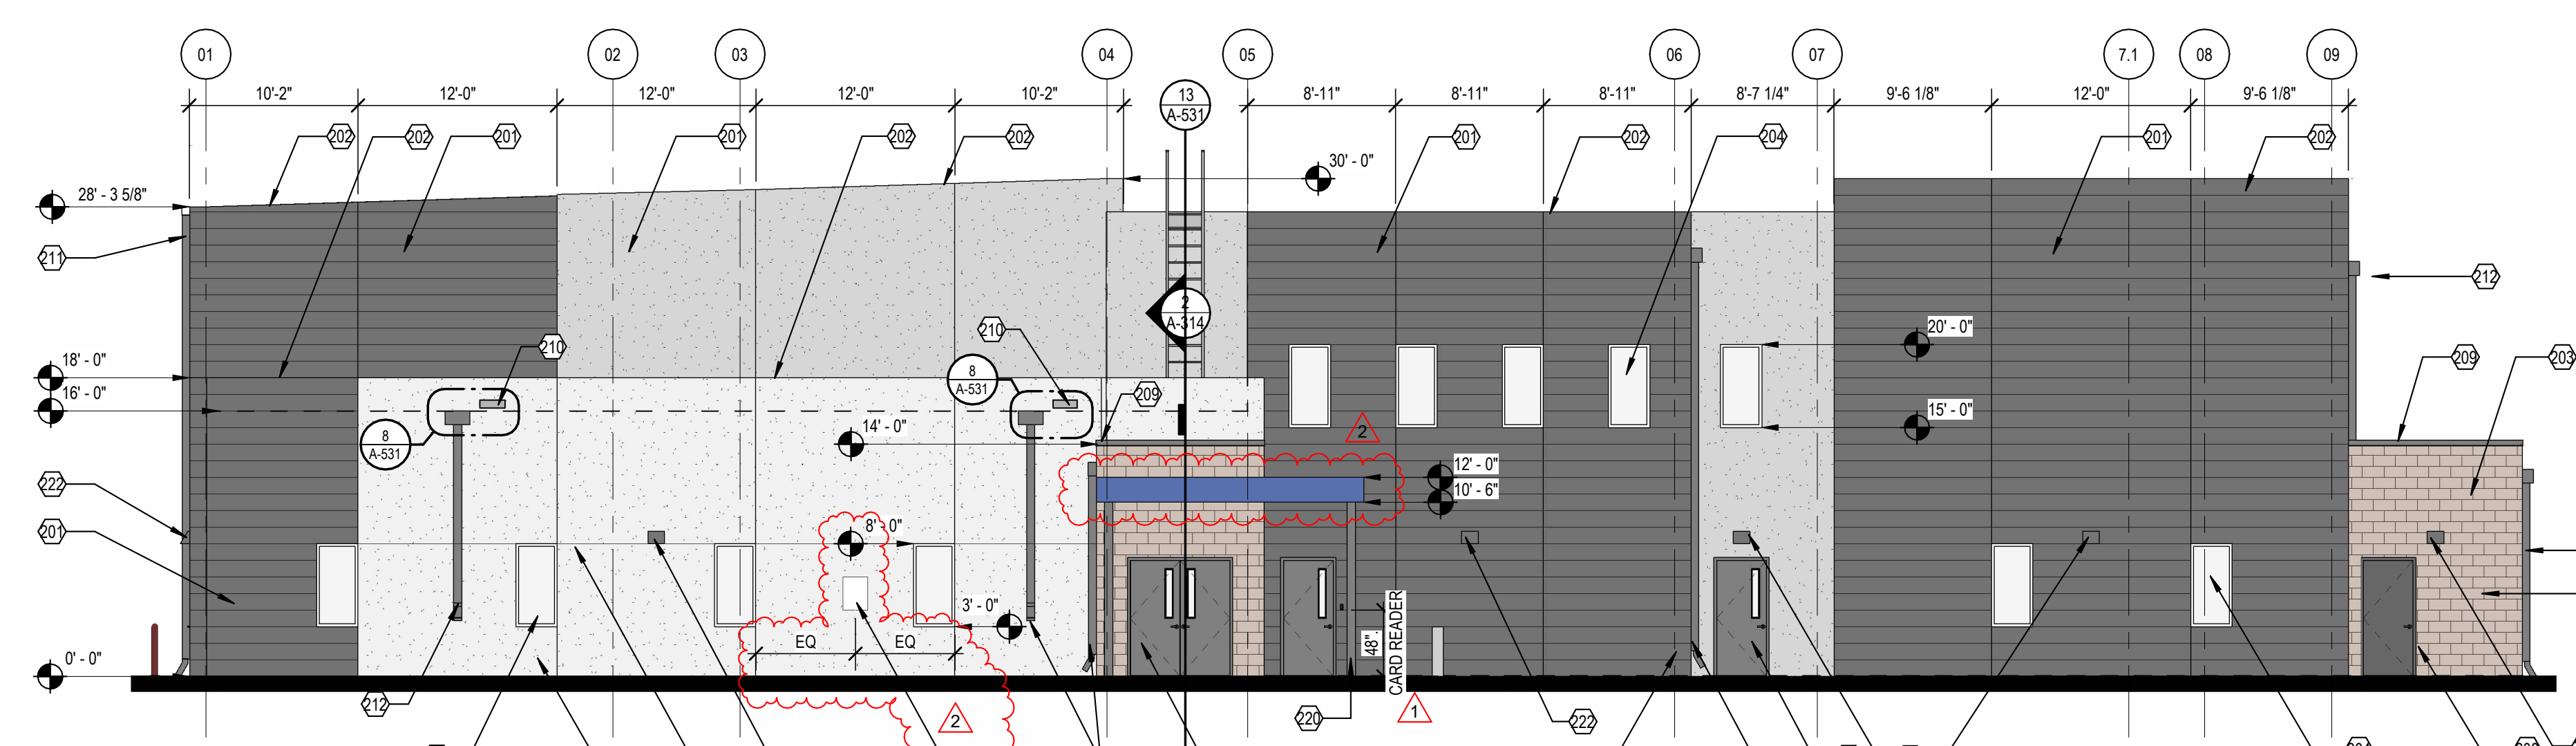 01
02
03
04
05
06
07
7.1
08
09
10'-2"
12'-0"
12'-0"
12'-0"
10'-2"
13
A-531
8'-11"
8'-11"
8'-11"
8'-7 1/4"
9'-6 1/8"
12'-0"
9'-6 1/8"
202
202
201
201
202
202
201
202
204
201
202
28' - 3 5/8"
30' - 0"
211
212
2
A-314
210
210
20' - 0"
18' - 0"
16' - 0"
8
A-531
209
209
203
15' - 0"
8
A-531
14' - 0"
2
12' - 0"
10' - 6"
222
201
8' - 0"
3' - 0"
EQ
EQ
48"
CARD READER
0' - 0"
212
2
220
1
222